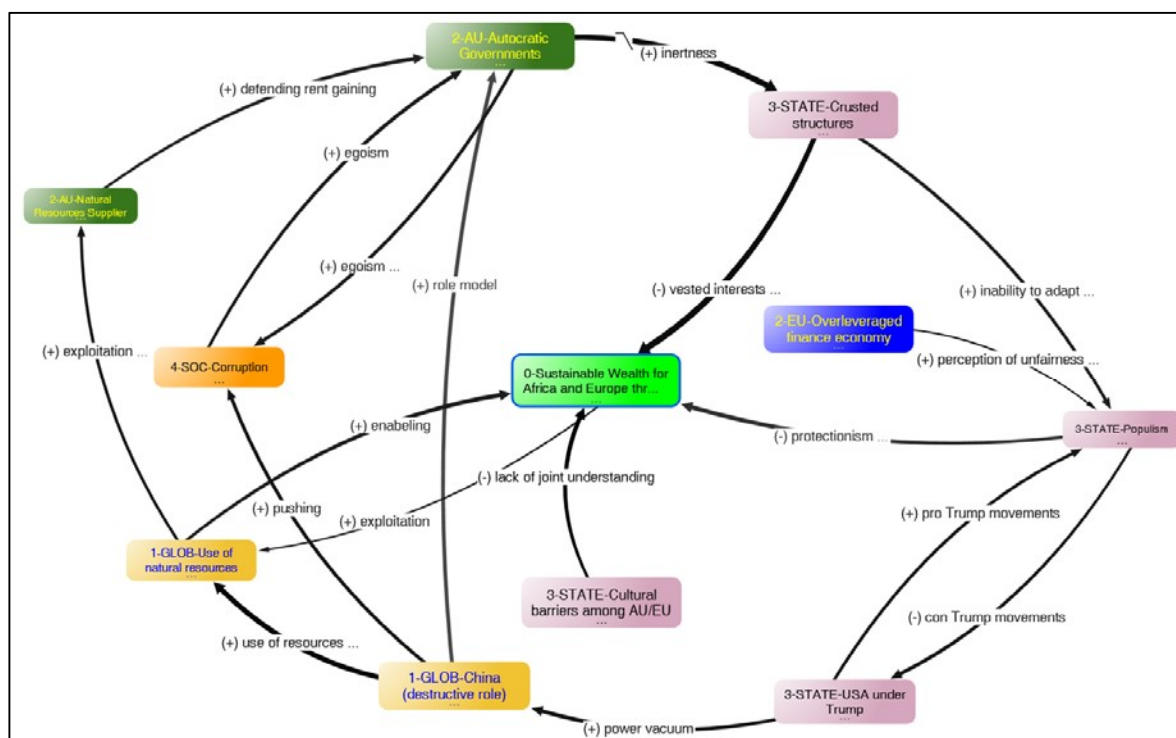 2-AU-Autocratic
Governments
...
(+) inertness
(+) defending rent gaining
3-STATE-Crusted
structures
...
(+) egoism
2-AU-Natural
Resources Supplier
...
(+) egoism ...
(+) role model
(-) vested interests ...
(+) inability to adapt ...
2-EU-Overleveraged
finance economy
...
(+) exploitation ...
(+) perception of unfairness ...
4-SOC-Corruption
...
0-Sustainable Wealth for
Africa and Europe thr...
...
(+) enabeling
(-) protectionism ...
3-STATE-Populism
...
(-) lack of joint understanding
(+) pushing
(+) exploitation
(+) pro Trump movements
1-GLOB-Use of
natural resources
...
3-STATE-Cultural
barriers among AU/EU
...
(-) con Trump movements
(+) use of resources ...
1-GLOB-China
(destructive role)
...
3-STATE-USA under
Trump
...
(+) power vacuum